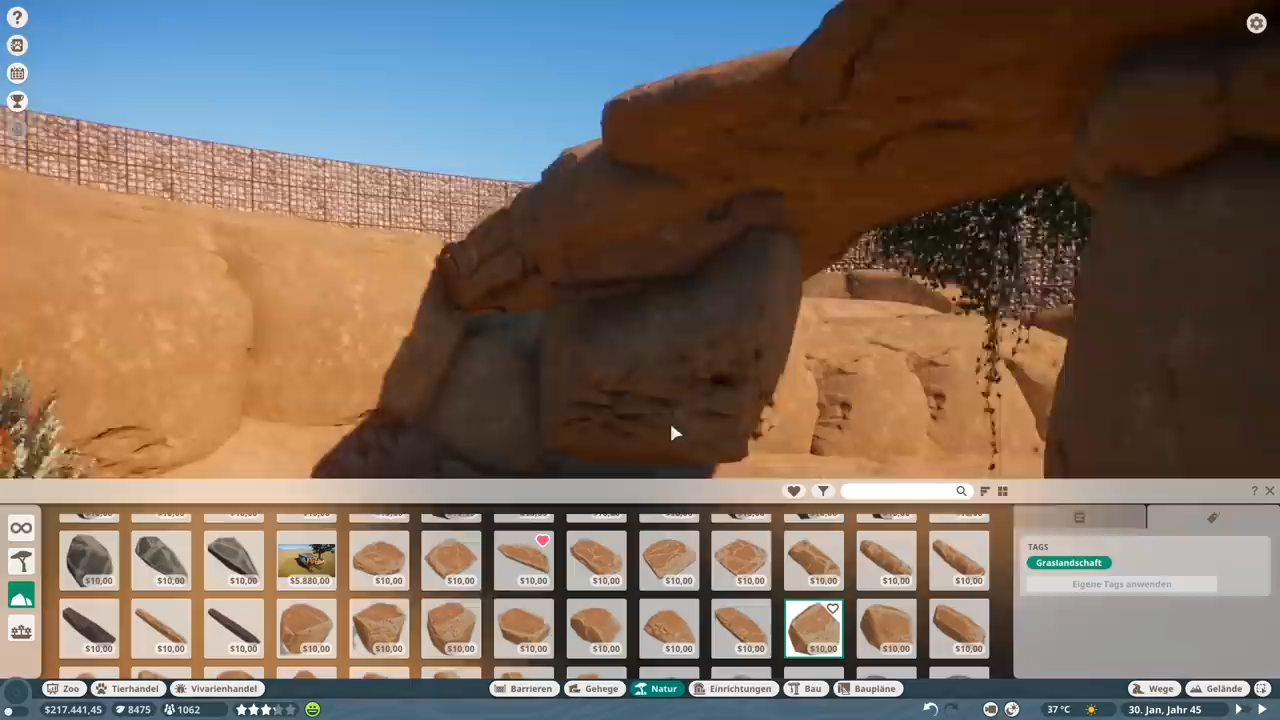 ?
$10,00 $10,00 $10,00 $5.880,00 $10,00 $10,00 $10,00 $10,00 $10,00 $10,00 $10,00 $10,00 $10,00
$10,00 $10,00 $10,00 $10,00 $10,00 $10,00 $10,00 $10,00 $10,00 $10,00 $10,00 $10,00 $10,00
? X
TAGS
Graslandschaft
Eigene Tags anwenden
Zoo Tierhandel Vivarienhandel Barrieren Gehege Natur Einrichtungen Bau Baupläne Wege Gelände
$217.441,45 8475 1062 37 °C 30. Jan, Jahr 45